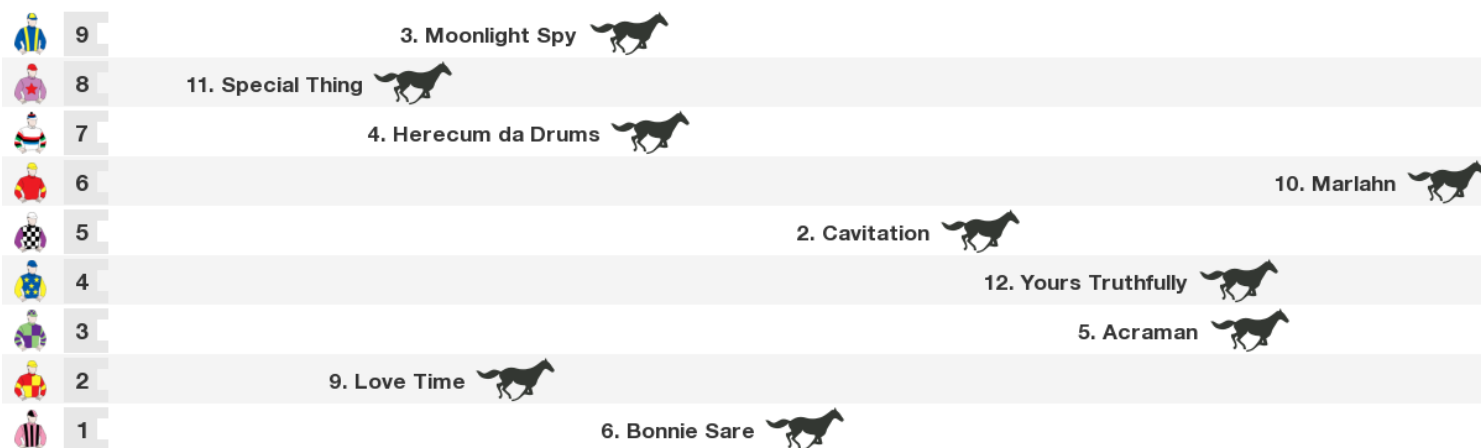 9 3. Moonlight Spy
8 11. Special Thing
7 4. Herecum da Drums
6 10. Marlahn
5 2. Cavitation
4 12. Yours Truthfully
3 5. Acraman
2 9. Love Time
1 6. Bonnie Sare